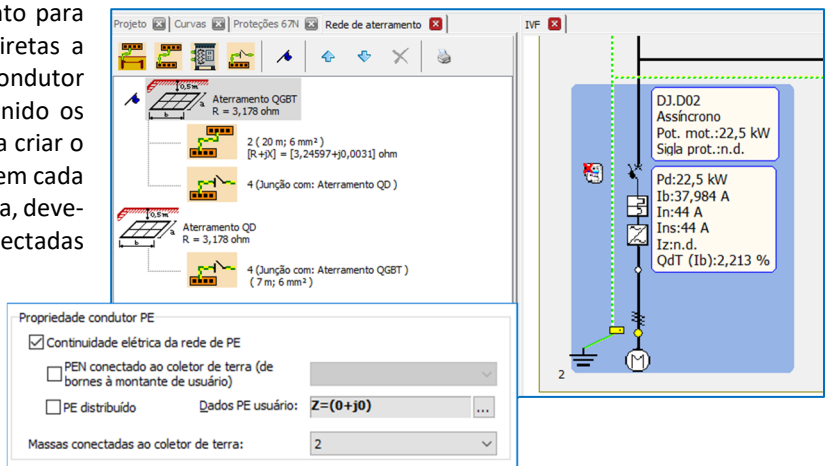 nto para
iretas a
ondutor
nido os
a criar o
em cada
a, deve-
ectadas
Projeto Curvas Proteções 67N Rede de aterramento
0,5m
a
b
Aterramento QGBT
R = 3,178 ohm
2 ( 20 m; 6 mm² )
[R+jX] = [3,24597+j0,0031] ohm
4 (Junção com: Aterramento QD )
0,5m
a
b
Aterramento QD
R = 3,178 ohm
4 (Junção com: Aterramento QGBT )
( 7 m; 6 mm² )
IVF
DJ.D02
Assíncrono
Pot. mot.:22,5 kW
Sigla prot.:n.d.
Pd:22,5 kW
Ib:37,984 A
In:44 A
Ins:44 A
Iz:n.d.
QdT (Ib):2,213 %
M
2
Propriedade condutor PE
Continuidade elétrica da rede de PE
PEN conectado ao coletor de terra (de
bornes à montante de usuário)
PE distribuído Dados PE usuário: Z=(0+j0) ...
Massas conectadas ao coletor de terra: 2